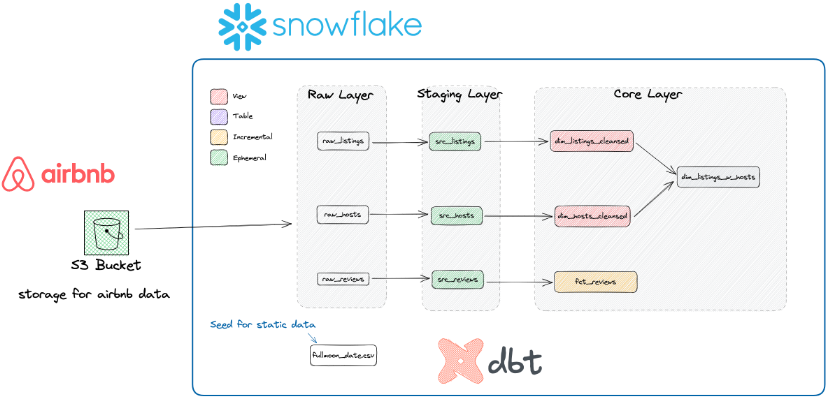 snowflake
Raw Layer
Staging Layer
Core Layer
View
Table
Incremental
Ephemeral
raw_listings
src_listings
dim_listings_cleansed
dim_listings_w_hosts
airbnb
raw_hosts
src_hosts
dim_hosts_cleansed
S3 Bucket
storage for airbnb data
raw_reviews
src_reviews
fct_reviews
Seed for static data
fullmoon_date.csv
dbt